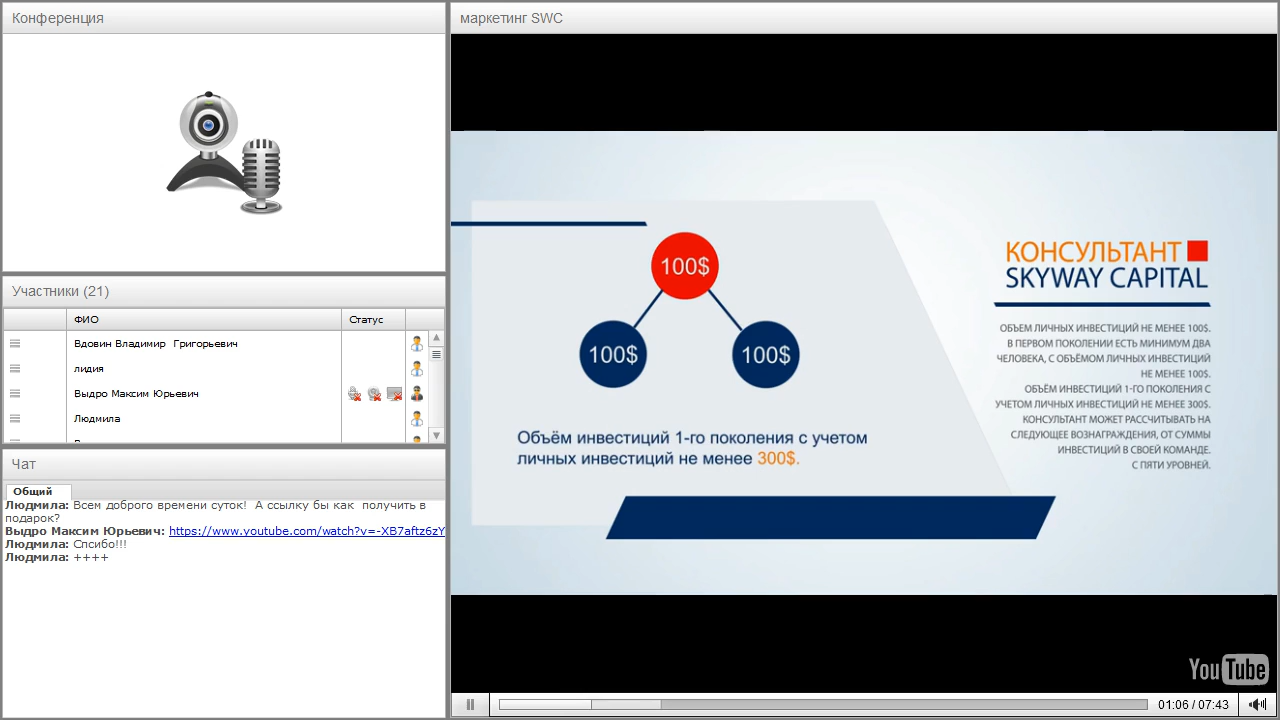 Конференция
маркетинг SWC
Участники (21)
ФИО
Статус
Вдовин Владимир Григорьевич
лидия
Выдро Максим Юрьевич
Людмила
Чат
Общий
Людмила: Всем доброго времени суток! А ссылку бы как получить в
подарок?
Выдро Максим Юрьевич: https://www.youtube.com/watch?v=-XB7aftz6zY
Людмила: Спсибо!!!
Людмила: ++++
100$
100$
100$
Объём инвестиций 1-го поколения с учетом
личных инвестиций не менее 300$.
КОНСУЛЬТАНТ
SKYWAY CAPITAL
ОБЪЕМ ЛИЧНЫХ ИНВЕСТИЦИЙ НЕ МЕНЕЕ 100$.
В ПЕРВОМ ПОКОЛЕНИИ ЕСТЬ МИНИМУМ ДВА
ЧЕЛОВЕКА, С ОБЪЁМОМ ЛИЧНЫХ ИНВЕСТИЦИЙ
НЕ МЕНЕЕ 100$.
ОБЪЁМ ИНВЕСТИЦИЙ 1-ГО ПОКОЛЕНИЯ С
УЧЕТОМ ЛИЧНЫХ ИНВЕСТИЦИЙ НЕ МЕНЕЕ 300$.
КОНСУЛЬТАНТ МОЖЕТ РАССЧИТЫВАТЬ НА
СЛЕДУЮЩЕЕ ВОЗНАГРАЖДЕНИЯ, ОТ СУММЫ
ИНВЕСТИЦИЙ В СВОЕЙ КОМАНДЕ.
С ПЯТИ УРОВНЕЙ.
YouTube
01:06 / 07:43